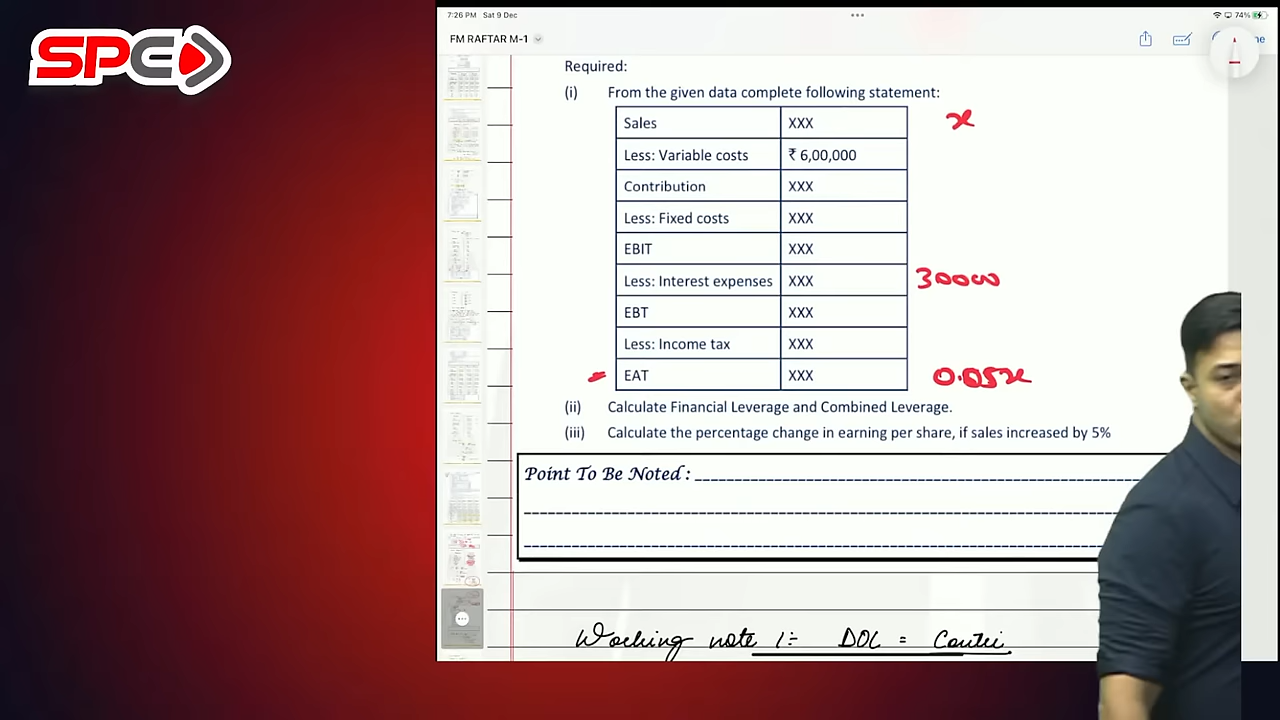 7:26 PM Sat 9 Dec
74%
SPC
FM RAFTAR M-1
Required:
(i) From the given data complete following statement:
Sales XXX x
Less: Variable costs ₹ 6,00,000
Contribution XXX
Less: Fixed costs XXX
EBIT XXX
Less: Interest expenses XXX 30000
EBT XXX
Less: Income tax XXX
EAT XXX 0.05x
(ii) Calculate Financial Leverage and Combined Leverage.
(iii) Calculate the percentage change in earning per share, if sales increased by 5%
Point To Be Noted :
Working note 1:- DOL = Contri